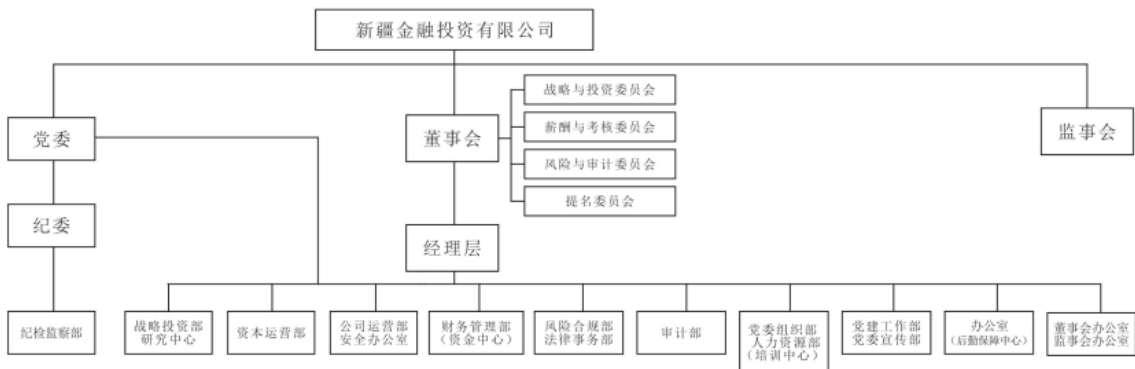 新疆金融投资有限公司
战略与投资委员会
党委
董事会
薪酬与考核委员会
监事会
风险与审计委员会
提名委员会
纪委
经理层
纪检监察部
战略投资部
研究中心
资本运营部
公司运营部
安全办公室
财务管理部
(资金中心)
风险合规部
法律事务部
审计部
党委组织部
人力资源部
(培训中心)
党建工作部
党委宣传部
办公室
(后勤保障中心)
董事会办公室
监事会办公室